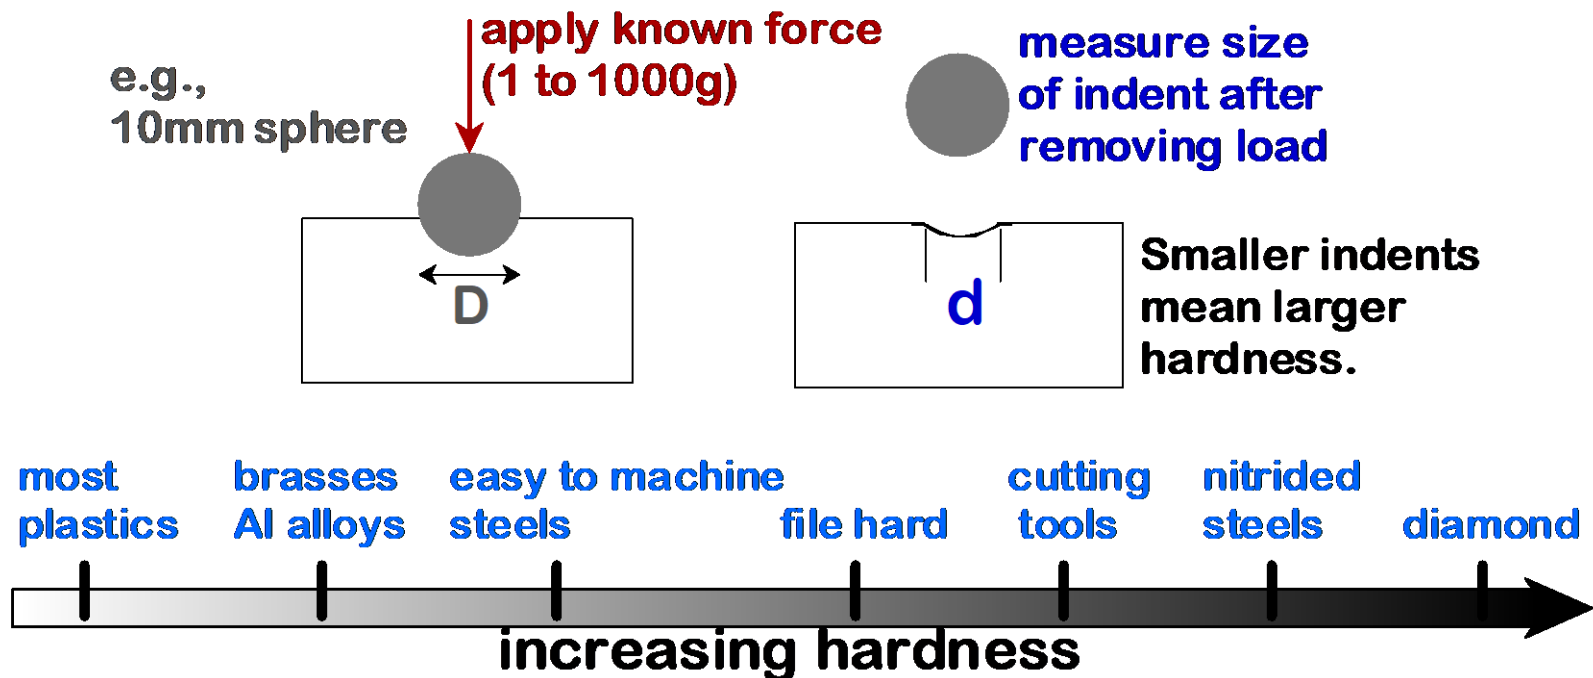 e.g.,
10mm sphere
apply known force
(1 to 1000g)
D
measure size
of indent after
removing load
d
Smaller indents
mean larger
hardness.
most
plastics
brasses
Al alloys
easy to machine
steels
file hard
cutting
tools
nitrided
steels
diamond
increasing hardness